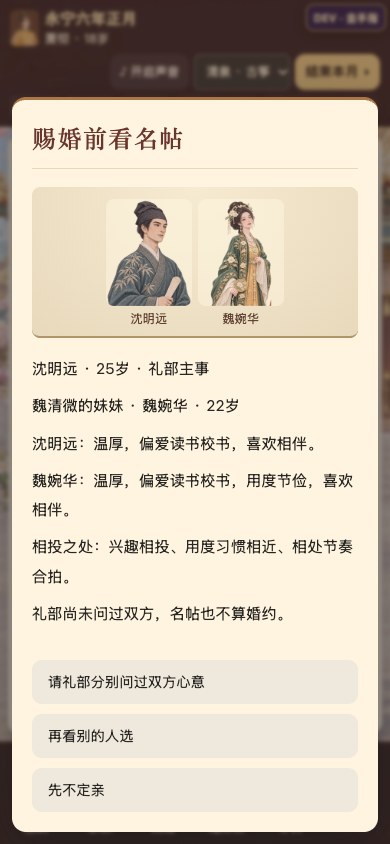 永宁六年正月
DEV
开启声音
结束本月
赐婚前看名帖
沈明远
魏婉华
沈明远 · 25岁 · 礼部主事
魏清微的妹妹 · 魏婉华 · 22岁
沈明远：温厚，偏爱读书校书，喜欢相伴。
魏婉华：温厚，偏爱读书校书，用度节俭，喜欢
相伴。
相投之处：兴趣相投、用度习惯相近、相处节奏
合拍。
礼部尚未问过双方，名帖也不算婚约。
请礼部分别问过双方心意
再看别的人选
先不定亲